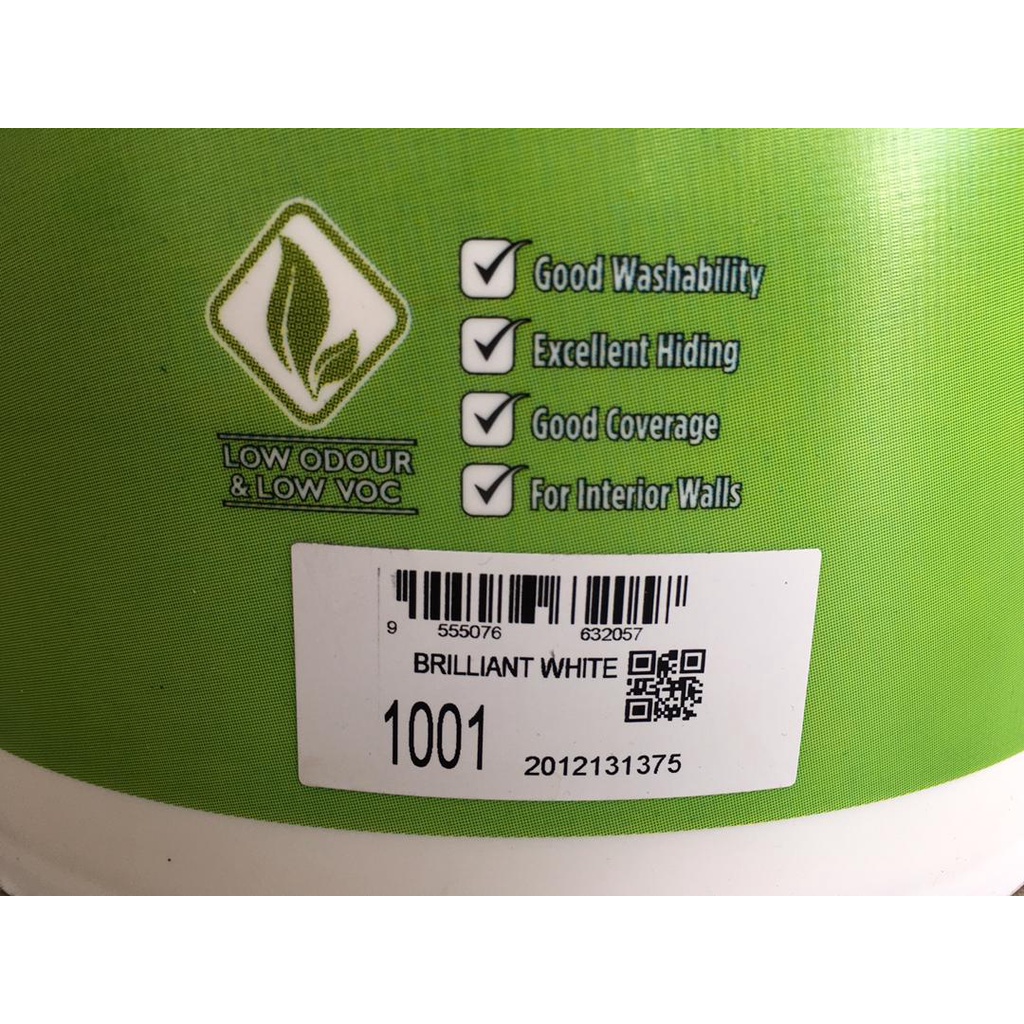 Good Washability
Excellent Hiding
Good Coverage
For Interior Walls
LOW ODOUR
& LOW VOC
9 555076 632057
BRILLIANT WHITE
1001
2012131375